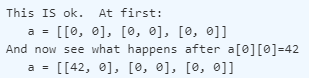 This IS ok.  At first:
   a = [[0, 0], [0, 0], [0, 0]]
And now see what happens after a[0][0]=42
   a = [[42, 0], [0, 0], [0, 0]]